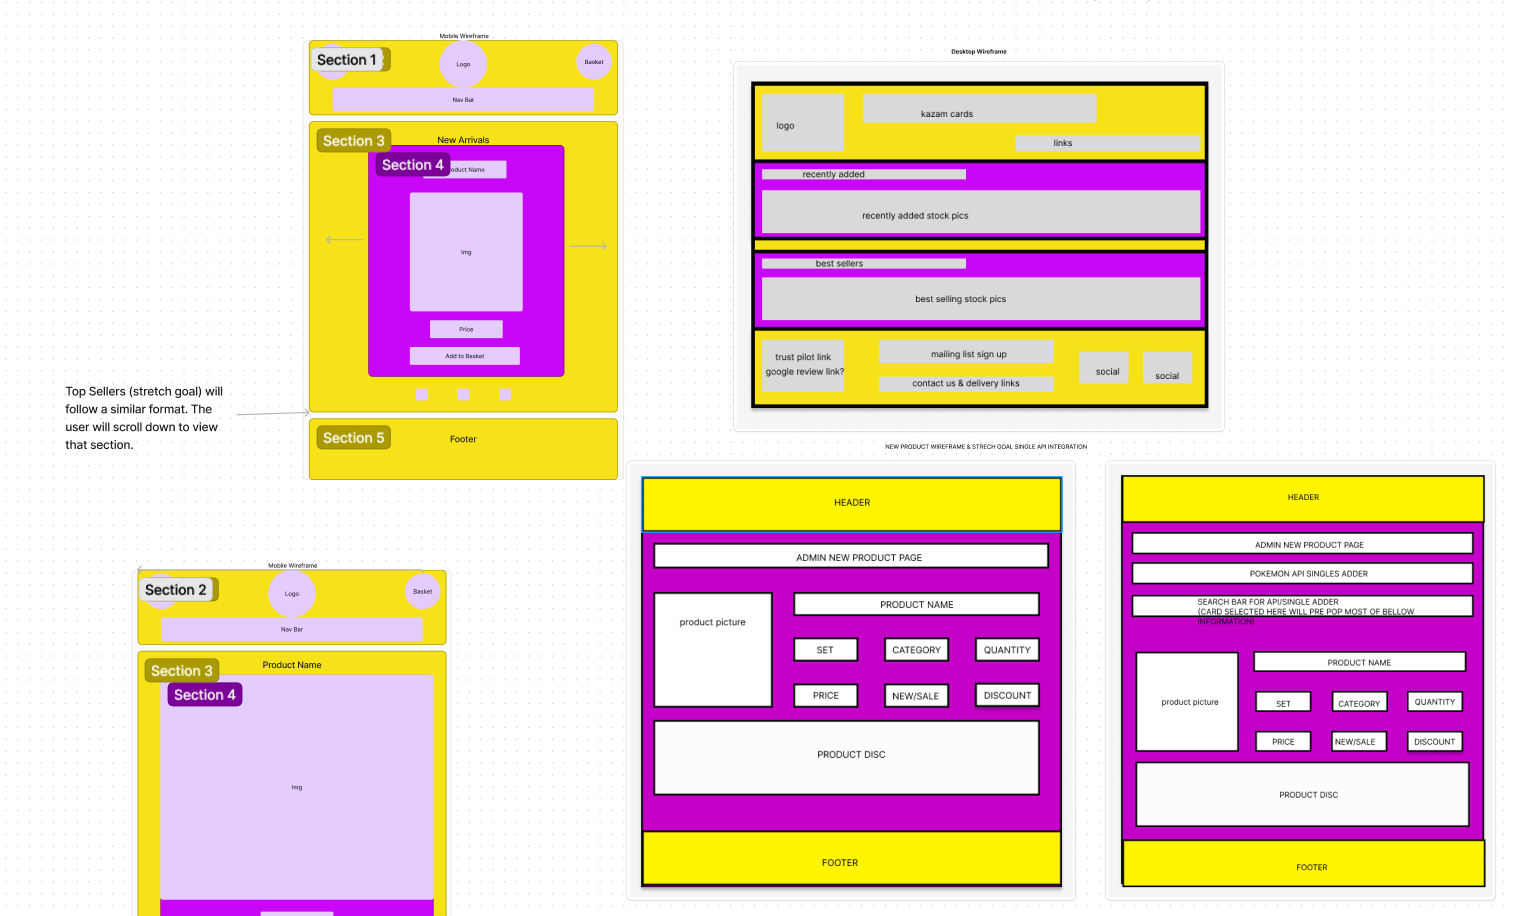 Mobile Wireframe
Section 1
Logo
Basket
Nav Bar
Section 3
New Arrivals
Section 4
oduct Name
Img
Price
Add to Basket
Top Sellers (stretch goal) will
follow a similar format. The
user will scroll down to view
that section.
Section 5
Footer
Desktop Wireframe
logo
kazam cards
links
recently added
recently added stock pics
best sellers
best selling stock pics
trust pilot link
google review link?
mailing list sign up
contact us & delivery links
social
social
NEW PRODUCT WIREFRAME & STRECH GOAL SINGLE API INTEGRATION
Mobile Wireframe
Section 2
Logo
Basket
Nav Bar
Section 3
Product Name
Section 4
Img
HEADER
ADMIN NEW PRODUCT PAGE
product picture
PRODUCT NAME
SET
CATEGORY
QUANTITY
PRICE
NEW/SALE
DISCOUNT
PRODUCT DISC
FOOTER
HEADER
ADMIN NEW PRODUCT PAGE
POKEMON API SINGLES ADDER
SEARCH BAR FOR API/SINGLE ADDER
(CARD SELECTED HERE WILL PRE POP MOST OF BELLOW
INFORMATION)
product picture
PRODUCT NAME
SET
CATEGORY
QUANTITY
PRICE
NEW/SALE
DISCOUNT
PRODUCT DISC
FOOTER